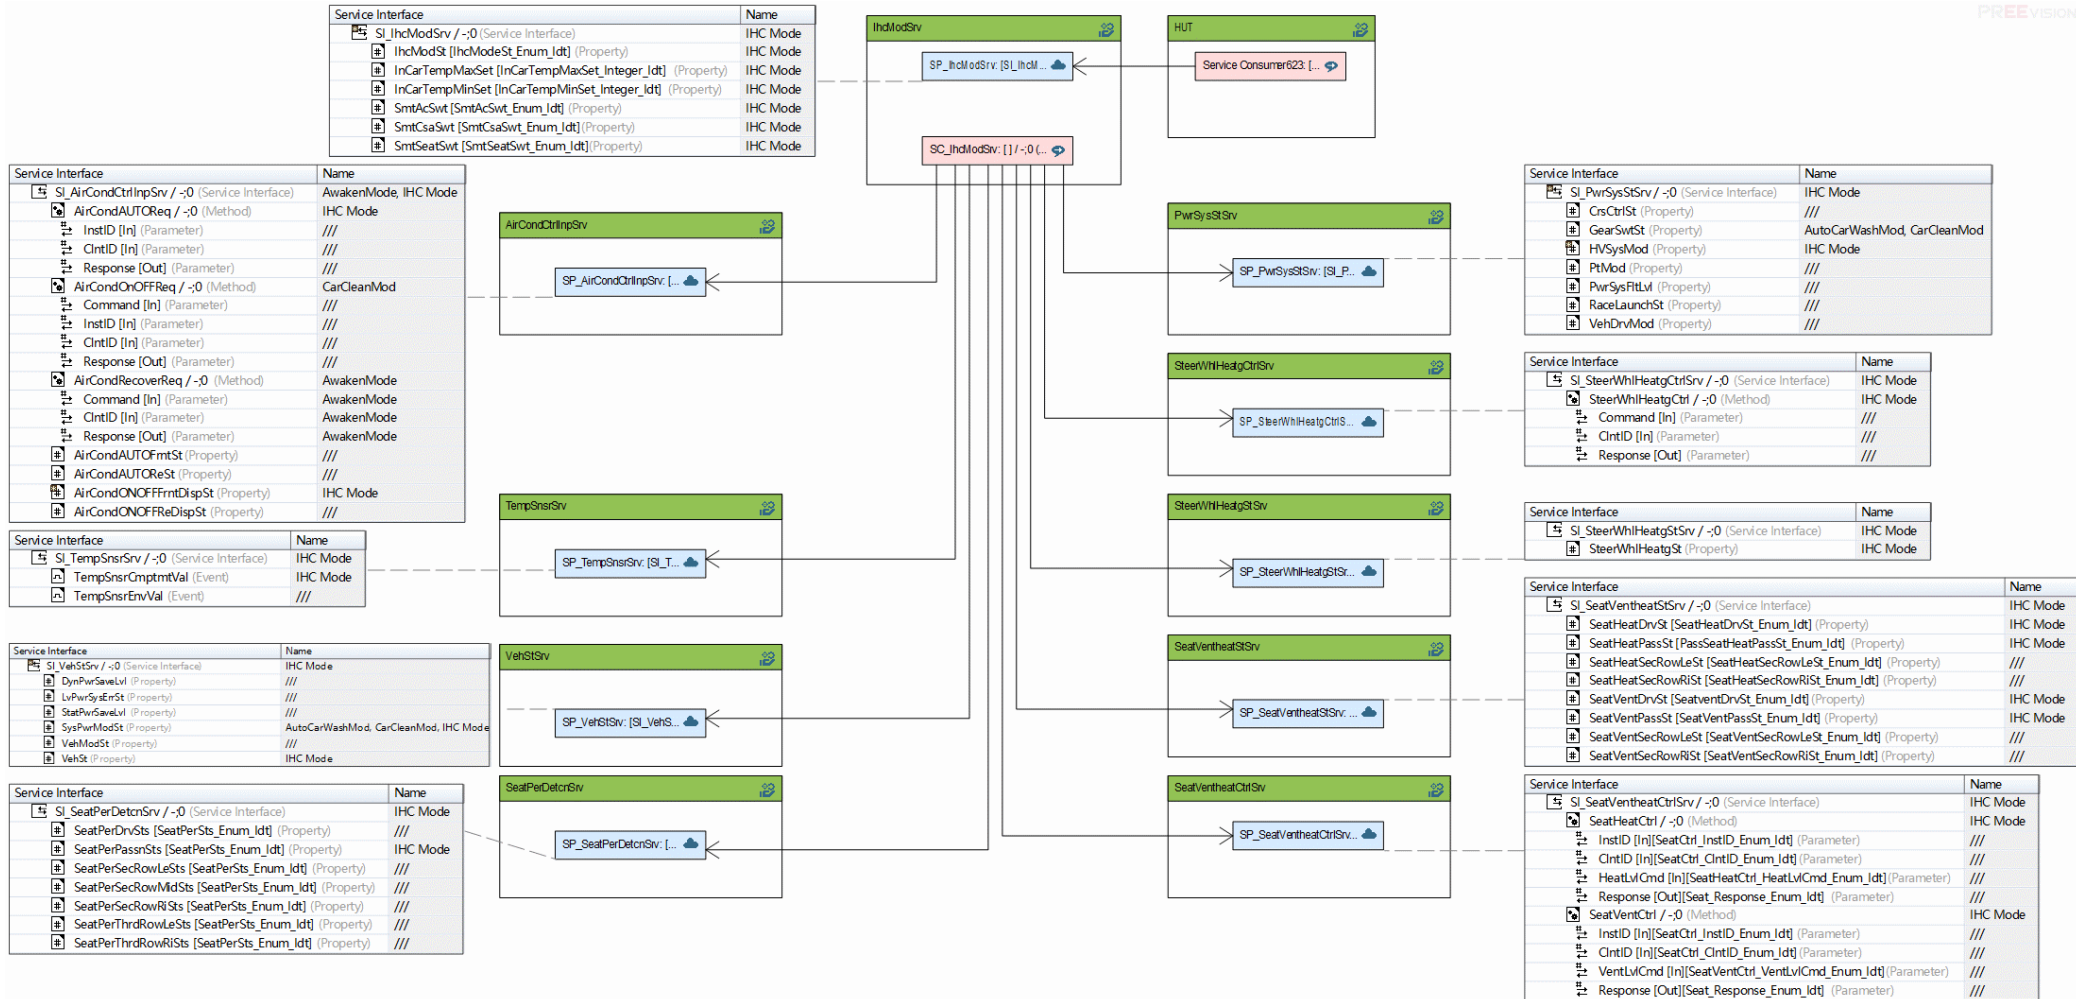 PREEVISION
Service Interface Name
SI_IhcModSrv / -;0 (Service Interface) IHC Mode
IhcModSt [IhcModeSt_Enum_Idt] (Property) IHC Mode
InCarTempMaxSet [InCarTempMaxSet_Integer_Idt] (Property) IHC Mode
InCarTempMinSet [InCarTempMinSet_Integer_Idt] (Property) IHC Mode
SmtAcSwt [SmtAcSwt_Enum_Idt] (Property) IHC Mode
SmtCsaSwt [SmtCsaSwt_Enum_Idt] (Property) IHC Mode
SmtSeatSwt [SmtSeatSwt_Enum_Idt] (Property) IHC Mode
IhcModSrv
SP_IhcModSrv: [SI_IhcM...
SC_IhcModSrv: [ ] / -;0 (...
HUT
Service Consumer623: [...
Service Interface Name
SI_AirCondCtrlInpSrv / -;0 (Service Interface) AwakenMode, IHC Mode
AirCondAUTOReq / -;0 (Method) IHC Mode
InstID [In] (Parameter) ///
ClntID [In] (Parameter) ///
Response [Out] (Parameter) ///
AirCondOnOFFReq / -;0 (Method) CarCleanMod
Command [In] (Parameter) ///
InstID [In] (Parameter) ///
ClntID [In] (Parameter) ///
Response [Out] (Parameter) ///
AirCondRecoverReq / -;0 (Method) AwakenMode
Command [In] (Parameter) AwakenMode
ClntID [In] (Parameter) AwakenMode
Response [Out] (Parameter) AwakenMode
AirCondAUTOFrntSt (Property) ///
AirCondAUTOReSt (Property) ///
AirCondONOFFFrntDispSt (Property) IHC Mode
AirCondONOFFReDispSt (Property) ///
AirCondCtrlInpSrv
SP_AirCondCtrlInpSrv: [...
Service Interface Name
SI_TempSnsrSrv / -;0 (Service Interface) IHC Mode
TempSnsrCmptmtVal (Event) IHC Mode
TempSnsrEnvVal (Event) ///
TempSnsrSrv
SP_TempSnsrSrv: [SI_T...
Service Interface Name
SI_VehStSrv / -;0 (Service Interface) IHC Mode
DynPwrSaveLvl (Property) ///
LvPwrSysErrSt (Property) ///
StatPwrSaveLvl (Property) ///
SysPwrModSt (Property) AutoCarWashMod, CarCleanMod, IHC Mode
VehModSt (Property) ///
VehSt (Property) IHC Mode
VehStSrv
SP_VehStSrv: [SI_VehS...
Service Interface Name
SI_SeatPerDetcnSrv / -;0 (Service Interface) IHC Mode
SeatPerDrvSts [SeatPerSts_Enum_Idt] (Property) ///
SeatPerPassnSts [SeatPerSts_Enum_Idt] (Property) IHC Mode
SeatPerSecRowLeSts [SeatPerSts_Enum_Idt] (Property) ///
SeatPerSecRowMidSts [SeatPerSts_Enum_Idt] (Property) ///
SeatPerSecRowRiSts [SeatPerSts_Enum_Idt] (Property) ///
SeatPerThrdRowLeSts [SeatPerSts_Enum_Idt] (Property) ///
SeatPerThrdRowRiSts [SeatPerSts_Enum_Idt] (Property) ///
SeatPerDetcnSrv
SP_SeatPerDetcnSrv: [...
PwrSysStSrv
SP_PwrSysStSrv: [SI_P...
Service Interface Name
SI_PwrSysStSrv / -;0 (Service Interface) IHC Mode
CrsCtrlSt (Property) ///
GearSwtSt (Property) AutoCarWashMod, CarCleanMod
HVSysMod (Property) IHC Mode
PtMod (Property) ///
PwrSysFltLvl (Property) ///
RaceLaunchSt (Property) ///
VehDrvMod (Property) ///
SteerWhlHeatgCtrlSrv
SP_SteerWhlHeatgCtrlS...
Service Interface Name
SI_SteerWhlHeatgCtrlSrv / -;0 (Service Interface) IHC Mode
SteerWhlHeatgCtrl / -;0 (Method) IHC Mode
Command [In] (Parameter) ///
ClntID [In] (Parameter) ///
Response [Out] (Parameter) ///
SteerWhlHeatgStSrv
SP_SteerWhlHeatgStSr...
Service Interface Name
SI_SteerWhlHeatgStSrv / -;0 (Service Interface) IHC Mode
SteerWhlHeatgSt (Property) IHC Mode
SeatVentheatStSrv
SP_SeatVentheatStSrv: ...
Service Interface Name
SI_SeatVentheatStSrv / -;0 (Service Interface) IHC Mode
SeatHeatDrvSt [SeatHeatDrvSt_Enum_Idt] (Property) IHC Mode
SeatHeatPassSt [PassSeatHeatPassSt_Enum_Idt] (Property) IHC Mode
SeatHeatSecRowLeSt [SeatHeatSecRowLeSt_Enum_Idt] (Property) ///
SeatHeatSecRowRiSt [SeatHeatSecRowRiSt_Enum_Idt] (Property) ///
SeatVentDrvSt [SeatventDrvSt_Enum_Idt] (Property) IHC Mode
SeatVentPassSt [SeatVentPassSt_Enum_Idt] (Property) IHC Mode
SeatVentSecRowLeSt [SeatVentSecRowLeSt_Enum_Idt] (Property) ///
SeatVentSecRowRiSt [SeatVentSecRowRiSt_Enum_Idt] (Property) ///
SeatVentheatCtrlSrv
SP_SeatVentheatCtrlSrv...
Service Interface Name
SI_SeatVentheatCtrlSrv / -;0 (Service Interface) IHC Mode
SeatHeatCtrl / -;0 (Method) IHC Mode
InstID [In][SeatCtrl_InstID_Enum_Idt] (Parameter) ///
ClntID [In][SeatCtrl_ClntID_Enum_Idt] (Parameter) ///
HeatLvlCmd [In][SeatHeatCtrl_HeatLvlCmd_Enum_Idt] (Parameter) ///
Response [Out][Seat_Response_Enum_Idt] (Parameter) ///
SeatVentCtrl / -;0 (Method) IHC Mode
InstID [In][SeatCtrl_InstID_Enum_Idt] (Parameter) ///
ClntID [In][SeatCtrl_ClntID_Enum_Idt] (Parameter) ///
VentLvlCmd [In][SeatVentCtrl_VentLvlCmd_Enum_Idt] (Parameter) ///
Response [Out][Seat_Response_Enum_Idt] (Parameter) ///